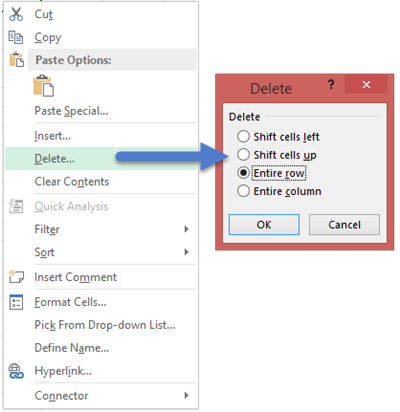 Cut
Copy
Paste Options:
Paste Special...
Insert...
Delete...
Clear Contents
Quick Analysis
Filter
Sort
Insert Comment
Format Cells...
Pick From Drop-down List...
Define Name...
Hyperlink...
Connector
Delete ? ×
Delete
Shift cells left
Shift cells up
Entire row
Entire column
OK Cancel